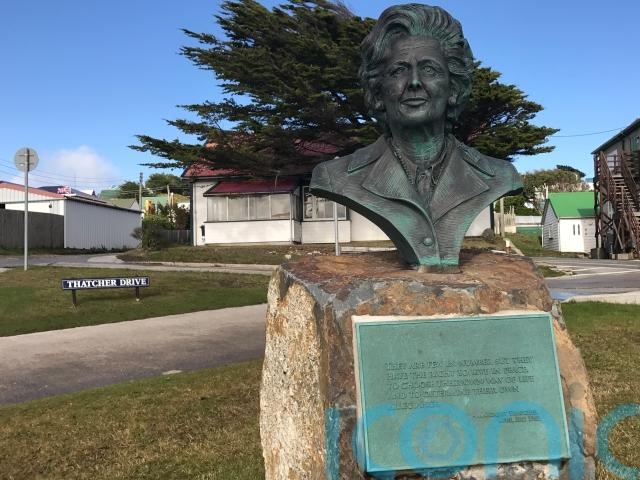 THATCHER DRIVE
THEY ARE FEW IN NUMBER, BUT THEY
HAVE THE RIGHT TO LIVE IN PEACE,
TO CHOOSE THEIR OWN WAY OF LIFE
AND TO DETERMINE THEIR OWN
ALLEGIANCE.
iconic